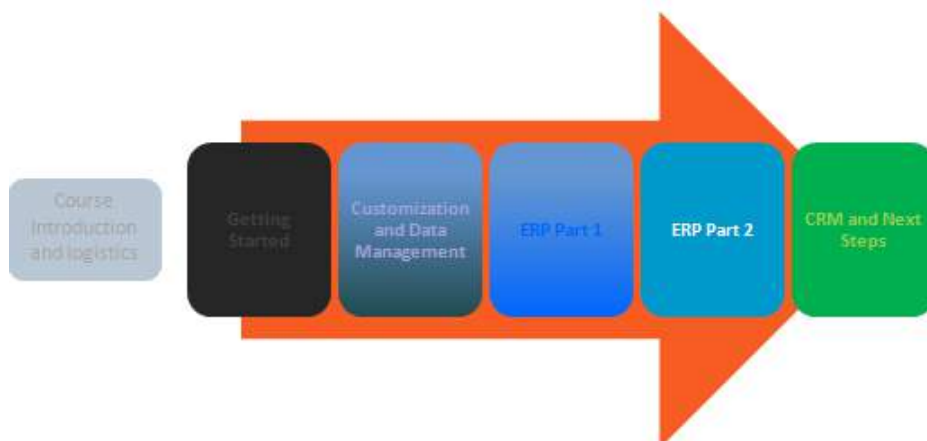 Course
Introduction
and logistics
Getting
Started
Customization
and Data
Management
ERP Part 1
ERP Part 2
CRM and Next
Steps